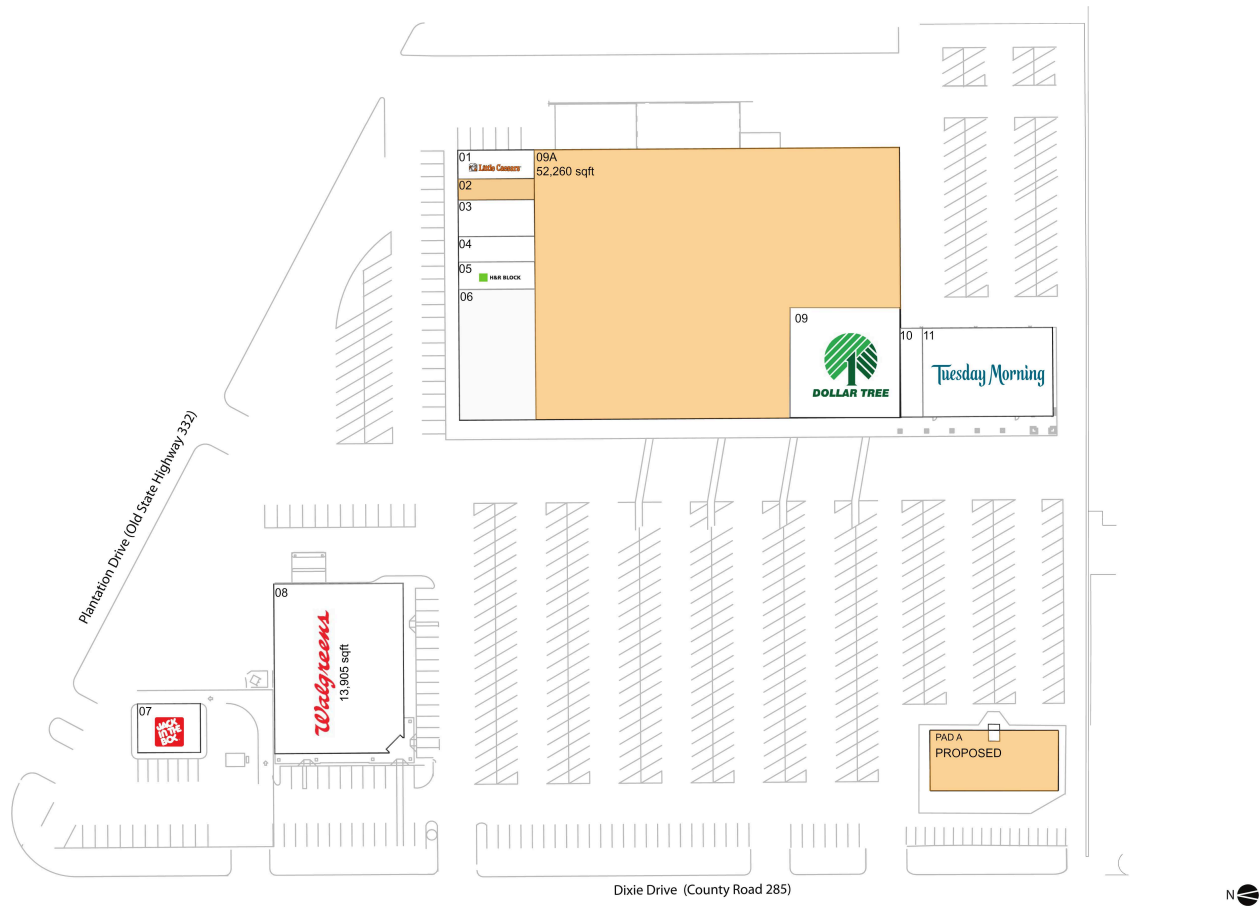 01
Little Caesars
09A
52,260 sqft
02
03
04
05
H&R BLOCK
06
09
DOLLAR TREE
10
11
Tuesday Morning
Plantation Drive (Old State Highway 332)
08
Walgreens
13,905 sqft
07
JACK
IN THE
BOX
PAD A
PROPOSED
Dixie Drive (County Road 285)
N